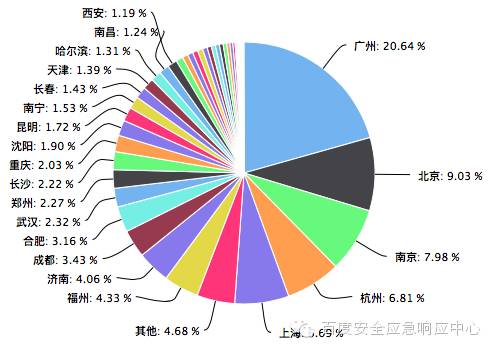 广州: 20.64 %
北京: 9.03 %
南京: 7.98 %
杭州: 6.81 %
上海: 6.69 %
其他: 4.68 %
福州: 4.33 %
济南: 4.06 %
成都: 3.43 %
合肥: 3.16 %
武汉: 2.32 %
郑州: 2.27 %
长沙: 2.22 %
重庆: 2.03 %
沈阳: 1.90 %
昆明: 1.72 %
南宁: 1.53 %
长春: 1.43 %
天津: 1.39 %
哈尔滨: 1.31 %
南昌: 1.24 %
西安: 1.19 %
百度安全应急响应中心